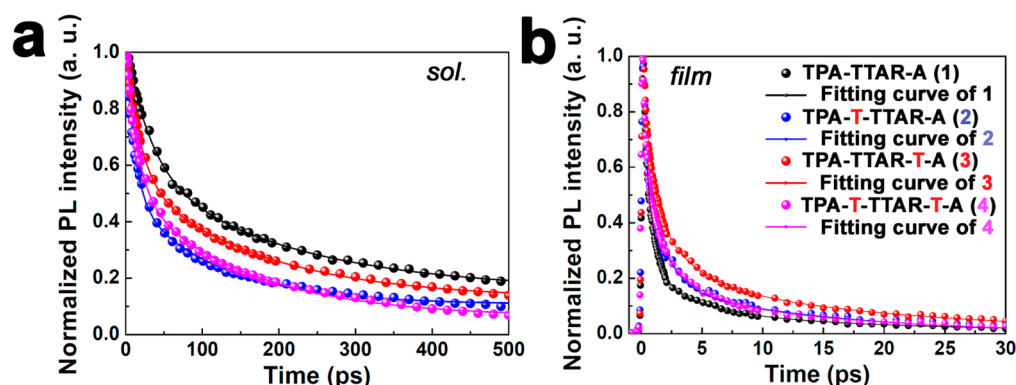 a
sol.
Normalized PL intensity (a. u.)
1.0
0.8
0.6
0.4
0.2
0.0
0 100 200 300 400 500
Time (ps)
b
film
TPA-TTAR-A (1)
Fitting curve of 1
TPA-T-TTAR-A (2)
Fitting curve of 2
TPA-TTAR-T-A (3)
Fitting curve of 3
TPA-T-TTAR-T-A (4)
Fitting curve of 4
Normalized PL intensity (a. u.)
1.0
0.8
0.6
0.4
0.2
0.0
0 5 10 15 20 25 30
Time (ps)